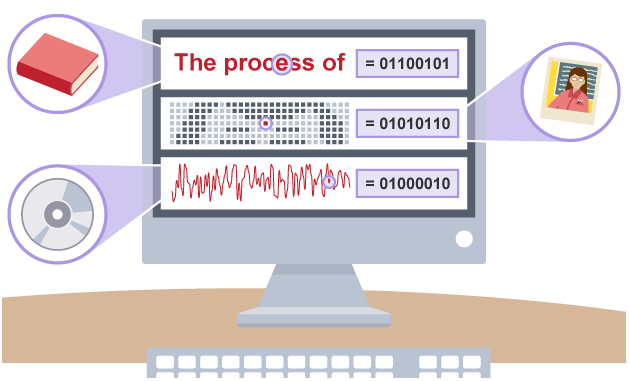 The process of = 01100101
= 01010110
= 01000010